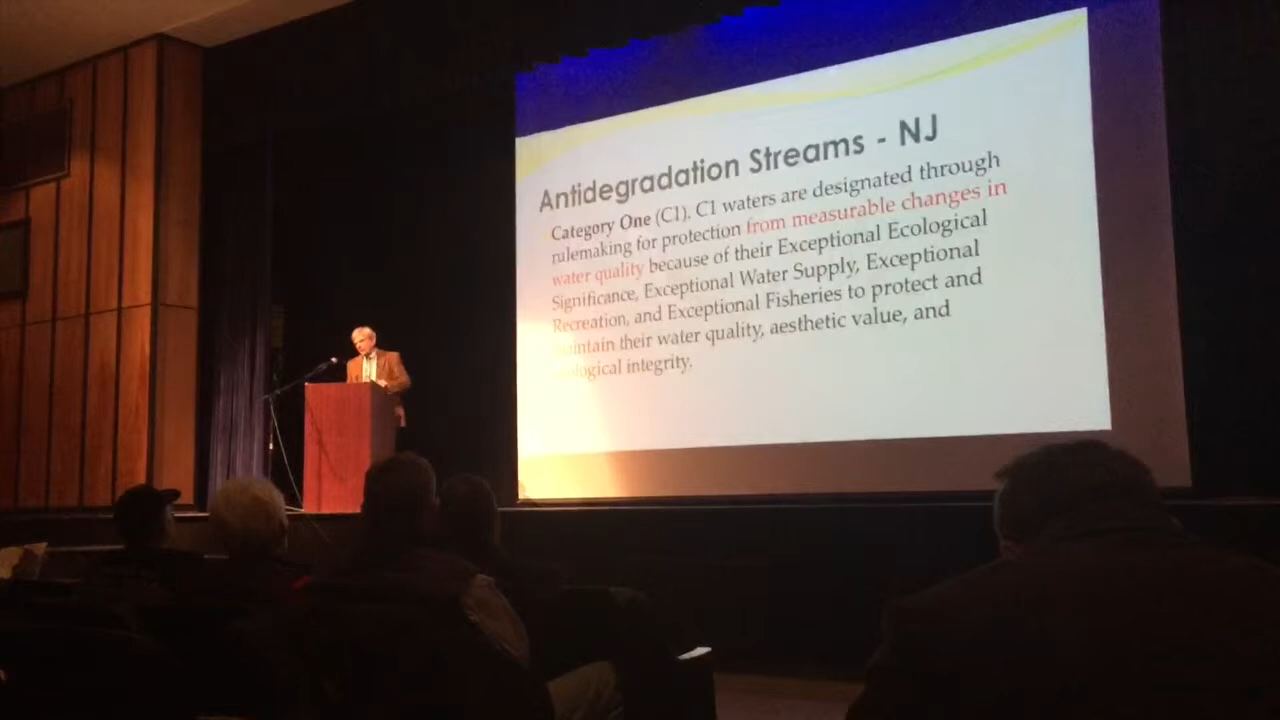 Antidegradation Streams - NJ
Category One (C1). C1 waters are designated through
rulemaking for protection from measurable changes in
water quality because of their Exceptional Ecological
Significance, Exceptional Water Supply, Exceptional
Recreation, and Exceptional Fisheries to protect and
maintain their water quality, aesthetic value, and
ecological integrity.